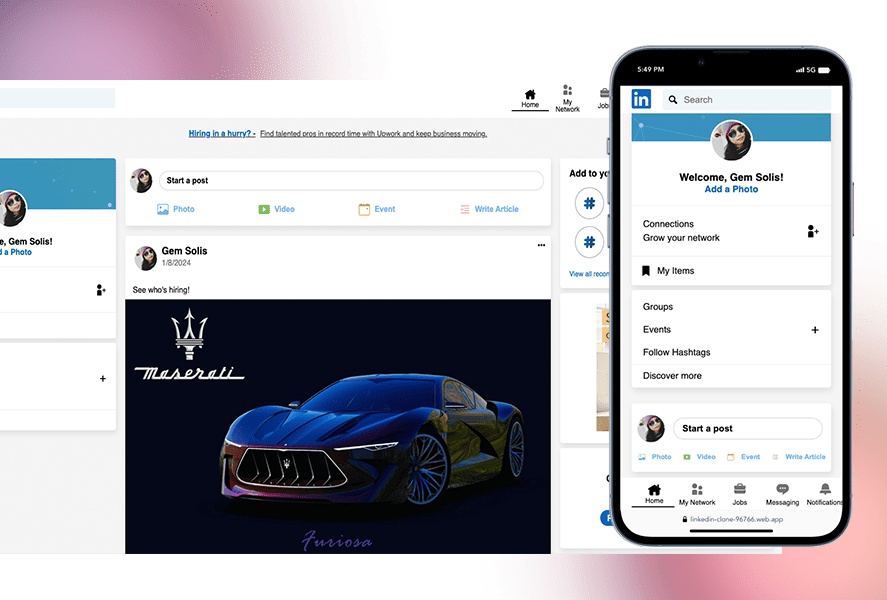 Home
My
Network
Job
Hiring in a hurry? - Find talented pros in record time with Upwork and keep business moving.
e, Gem Solis!
d a Photo
+
Start a post
Photo
Video
Event
Write Article
Gem Solis
1/8/2024
See who's hiring!
Maserati
Furiosa
Add to yo
#
#
View all recon
5:49 PM
5G
in
Search
Welcome, Gem Solis!
Add a Photo
Connections
Grow your network
My Items
Groups
Events
+
Follow Hashtags
Discover more
Start a post
Photo
Video
Event
Write Article
Home
My Network
Jobs
Messaging
Notifications
linkedin-clone-96766.web.app